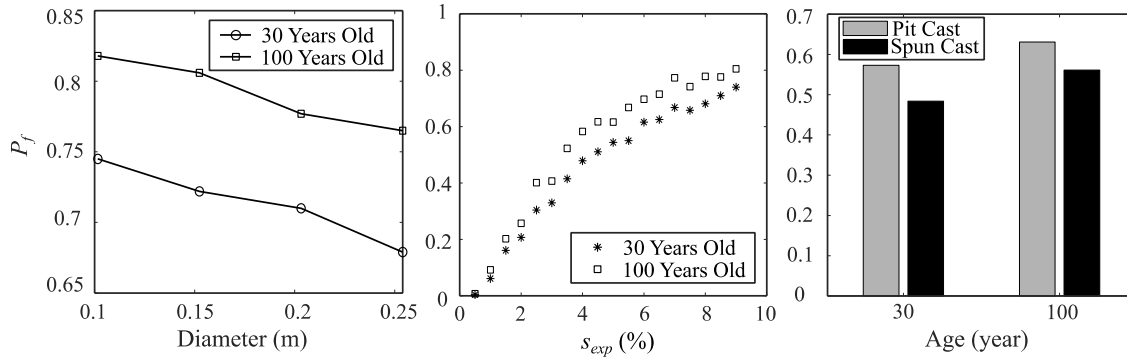 0.85
0.8
0.75
0.7
0.65
P_f
0.1 0.15 0.2 0.25
Diameter (m)
30 Years Old
100 Years Old
1
0.8
0.6
0.4
0.2
0
0 2 4 6 8 10
s_exp (%)
30 Years Old
100 Years Old
0.7
0.6
0.5
0.4
0.3
0.2
0.1
0
30 100
Age (year)
Pit Cast
Spun Cast